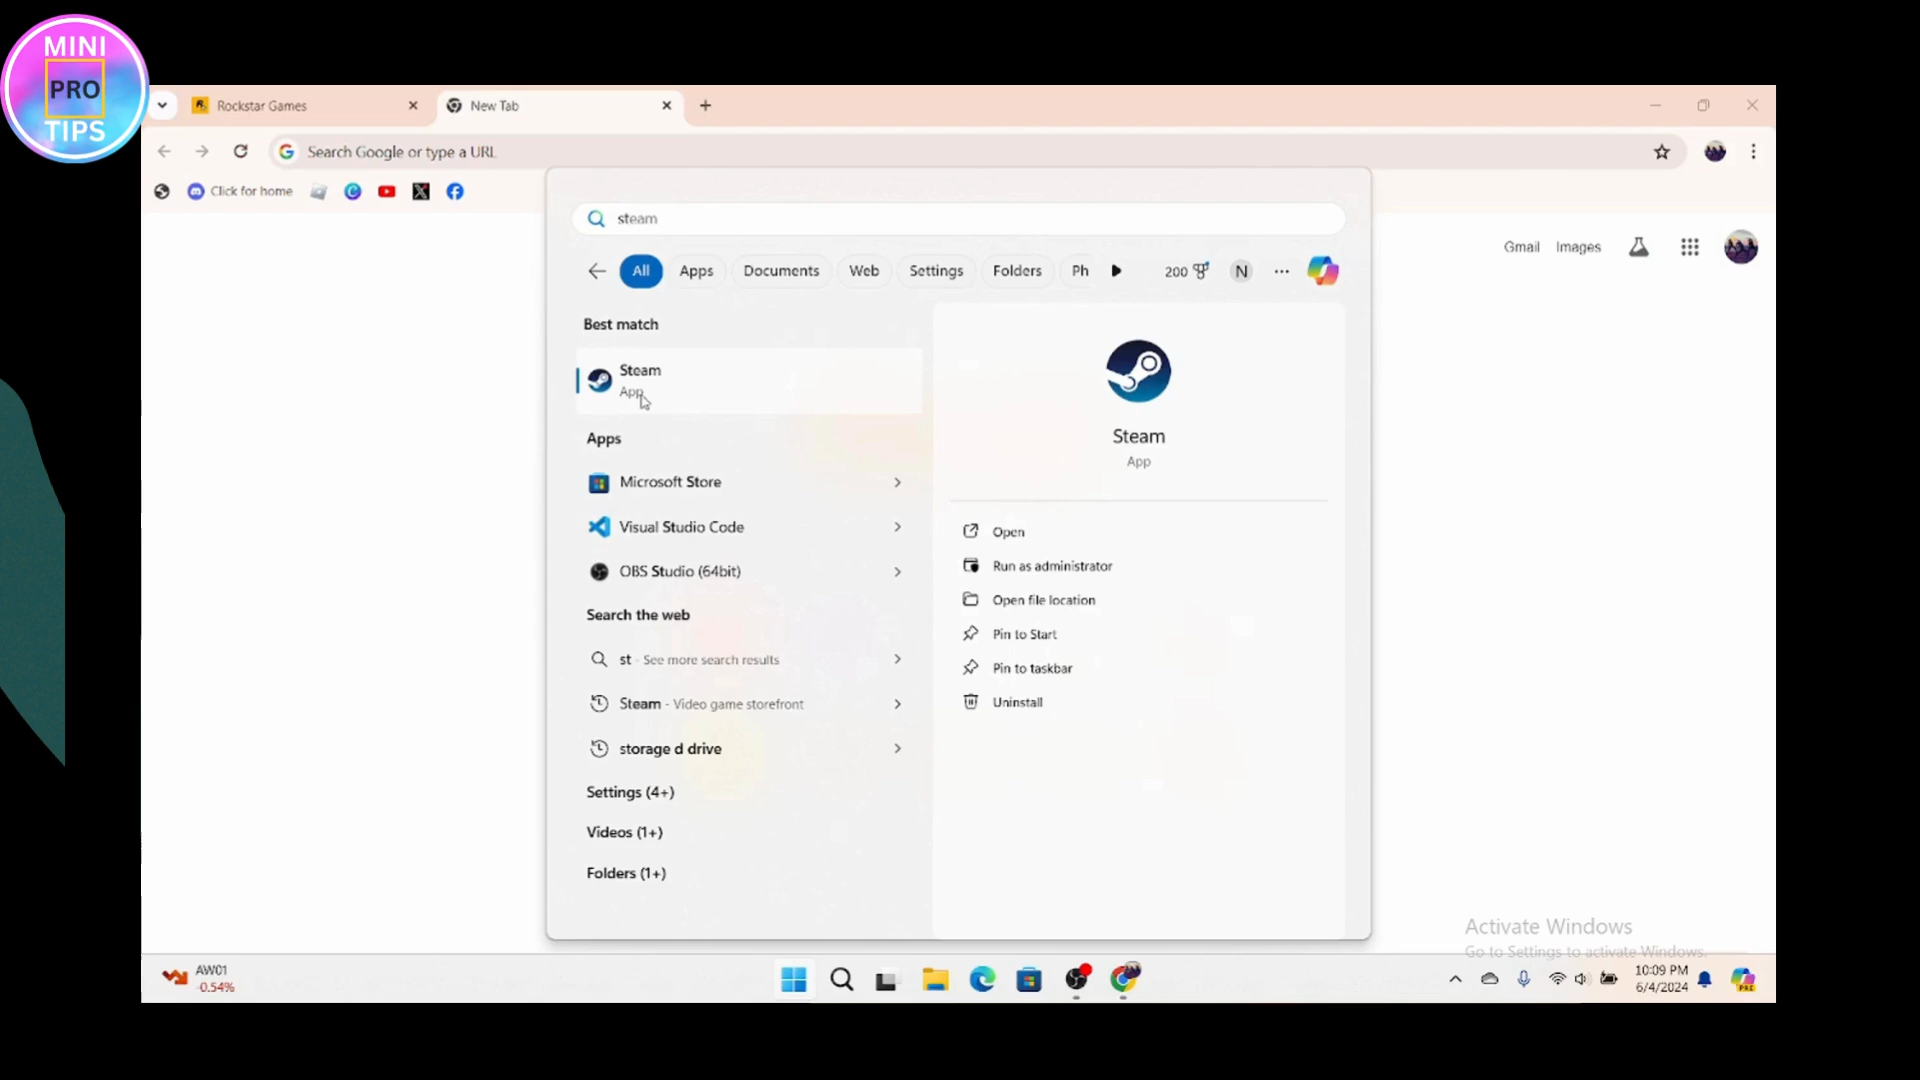 MINI
PRO
TIPS
Rockstar Games
New Tab
Search Google or type a URL
Click for home
Gmail
Images
steam
All
Apps
Documents
Web
Settings
Folders
Ph
200
N
Best match
Steam
App
Apps
Microsoft Store
Visual Studio Code
OBS Studio (64bit)
Search the web
st - See more search results
Steam - Video game storefront
storage d drive
Settings (4+)
Videos (1+)
Folders (1+)
Steam
App
Open
Run as administrator
Open file location
Pin to Start
Pin to taskbar
Uninstall
Activate Windows
Go to Settings to activate Windows.
AW01
-0.54%
10:09 PM
6/4/2024
PRE